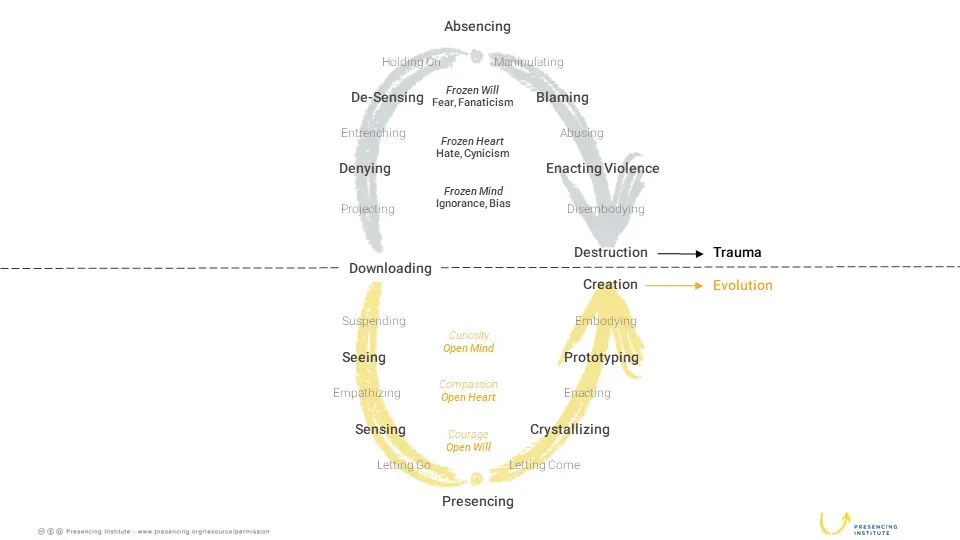 Absencing
Holding On
Manipulating
Frozen Will
De-Sensing
Fear, Fanaticism
Blaming
Entrenching
Abusing
Frozen Heart
Hate, Cynicism
Denying
Enacting Violence
Frozen Mind
Ignorance, Bias
Projecting
Disembodying
Destruction
Trauma
Downloading
Creation
Evolution
Suspending
Embodying
Curiosity
Open Mind
Seeing
Prototyping
Compassion
Open Heart
Empathizing
Enacting
Sensing
Crystallizing
Courage
Open Will
Letting Go
Letting Come
Presencing
Presencing Institute - www.presencing.org/resource/permission
PRESENCING
INSTITUTE